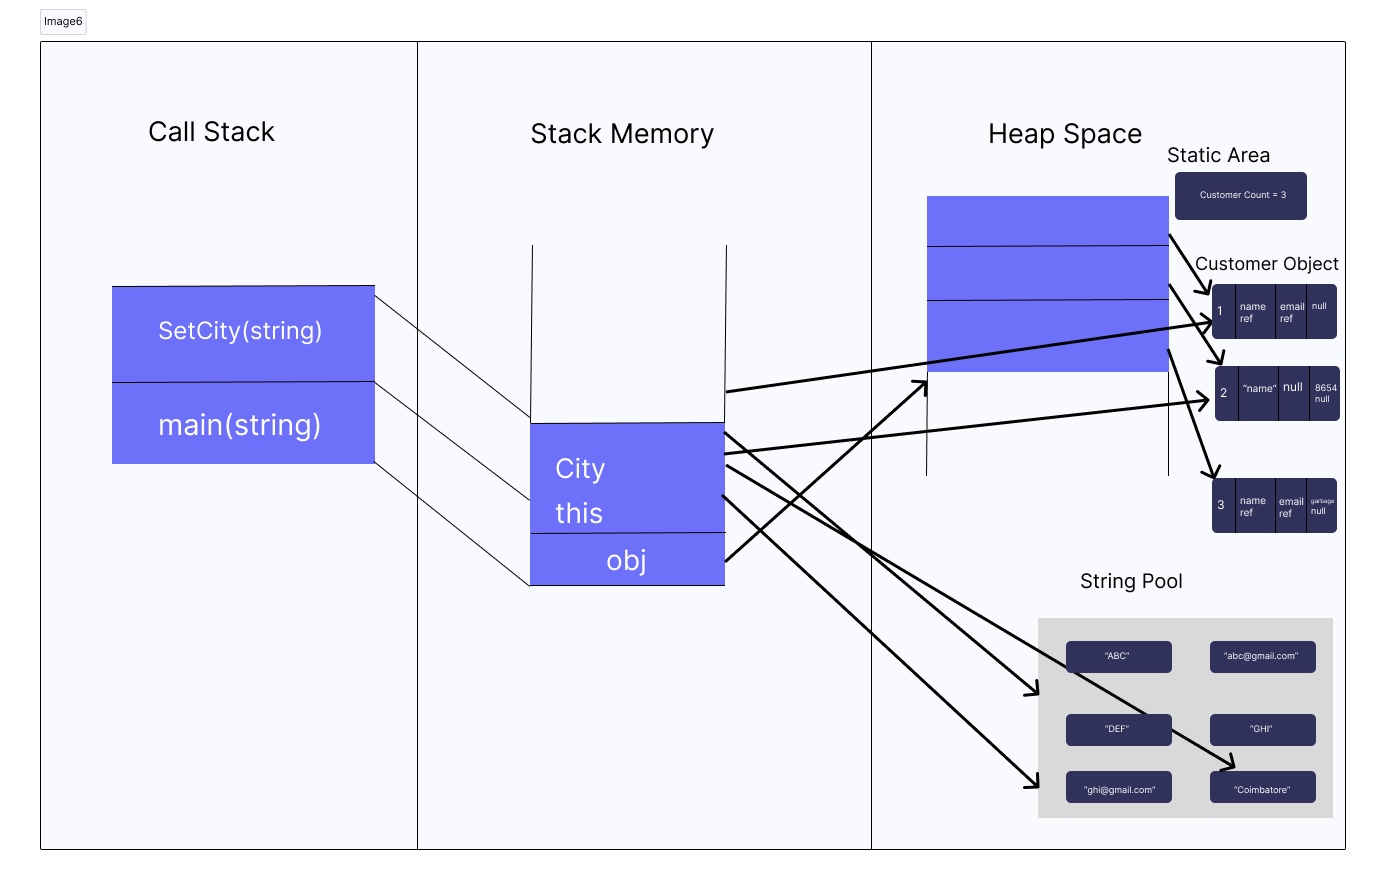 Image6
Call Stack
Stack Memory
Heap Space
Static Area
Customer Count = 3
Customer Object
SetCity(string)
main(string)
City
this
obj
1
name
ref
email
ref
null
2
“name”
null
8654
null
3
name
ref
email
ref
garbage
null
String Pool
“ABC”
“abc@gmail.com”
“DEF”
“GHI”
“ghi@gmail.com”
“Coimbatore”